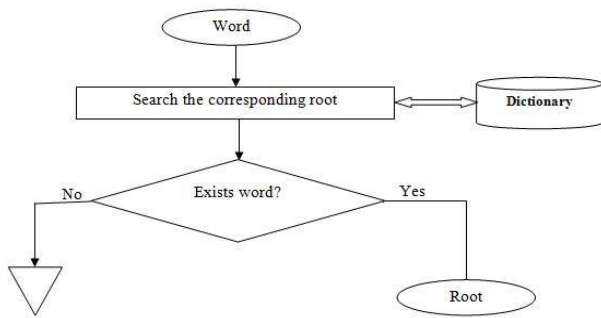 Word
Search the corresponding root
Dictionary
Exists word?
No
Yes
Root